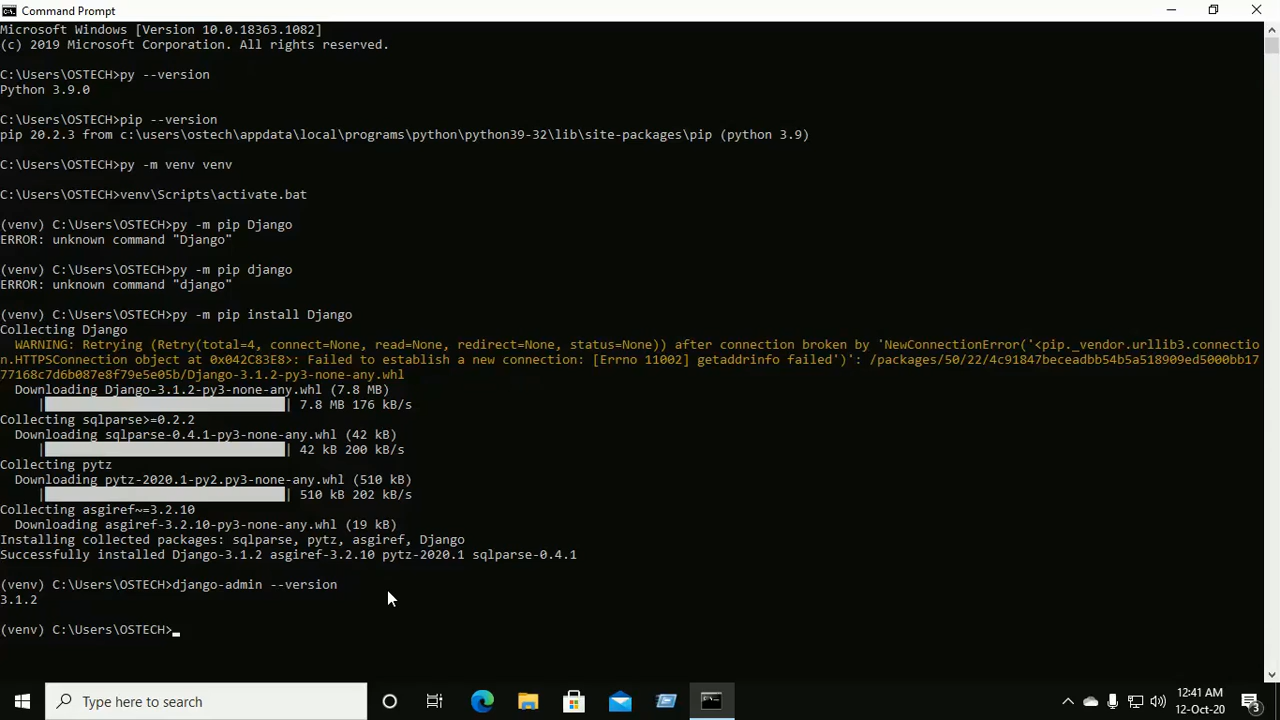 Command Prompt
Microsoft Windows [Version 10.0.18363.1082]
(c) 2019 Microsoft Corporation. All rights reserved.
C:\Users\OSTECH>py --version
Python 3.9.0
C:\Users\OSTECH>pip --version
pip 20.2.3 from c:\users\ostech\appdata\local\programs\python\python39-32\lib\site-packages\pip (python 3.9)
C:\Users\OSTECH>py -m venv venv
C:\Users\OSTECH>venv\Scripts\activate.bat
(venv) C:\Users\OSTECH>py -m pip Django
ERROR: unknown command "Django"
(venv) C:\Users\OSTECH>py -m pip django
ERROR: unknown command "django"
(venv) C:\Users\OSTECH>py -m pip install Django
Collecting Django
WARNING: Retrying (Retry(total=4, connect=None, read=None, redirect=None, status=None)) after connection broken by 'NewConnectionError('<pip._vendor.urllib3.connectio
n.HTTPSConnection object at 0x042C83E8>: Failed to establish a new connection: [Errno 11002] getaddrinfo failed')': /packages/50/22/4c91847beceadbb54b5a518909ed5000bb17
77168c7d6b087e8f79e5e05b/Django-3.1.2-py3-none-any.whl
Downloading Django-3.1.2-py3-none-any.whl (7.8 MB)
| | 7.8 MB 176 kB/s
Collecting sqlparse>=0.2.2
Downloading sqlparse-0.4.1-py3-none-any.whl (42 kB)
| | 42 kB 200 kB/s
Collecting pytz
Downloading pytz-2020.1-py2.py3-none-any.whl (510 kB)
| | 510 kB 202 kB/s
Collecting asgiref~=3.2.10
Downloading asgiref-3.2.10-py3-none-any.whl (19 kB)
Installing collected packages: sqlparse, pytz, asgiref, Django
Successfully installed Django-3.1.2 asgiref-3.2.10 pytz-2020.1 sqlparse-0.4.1
(venv) C:\Users\OSTECH>django-admin --version
3.1.2
(venv) C:\Users\OSTECH>
Type here to search
12:41 AM
12-Oct-20
3